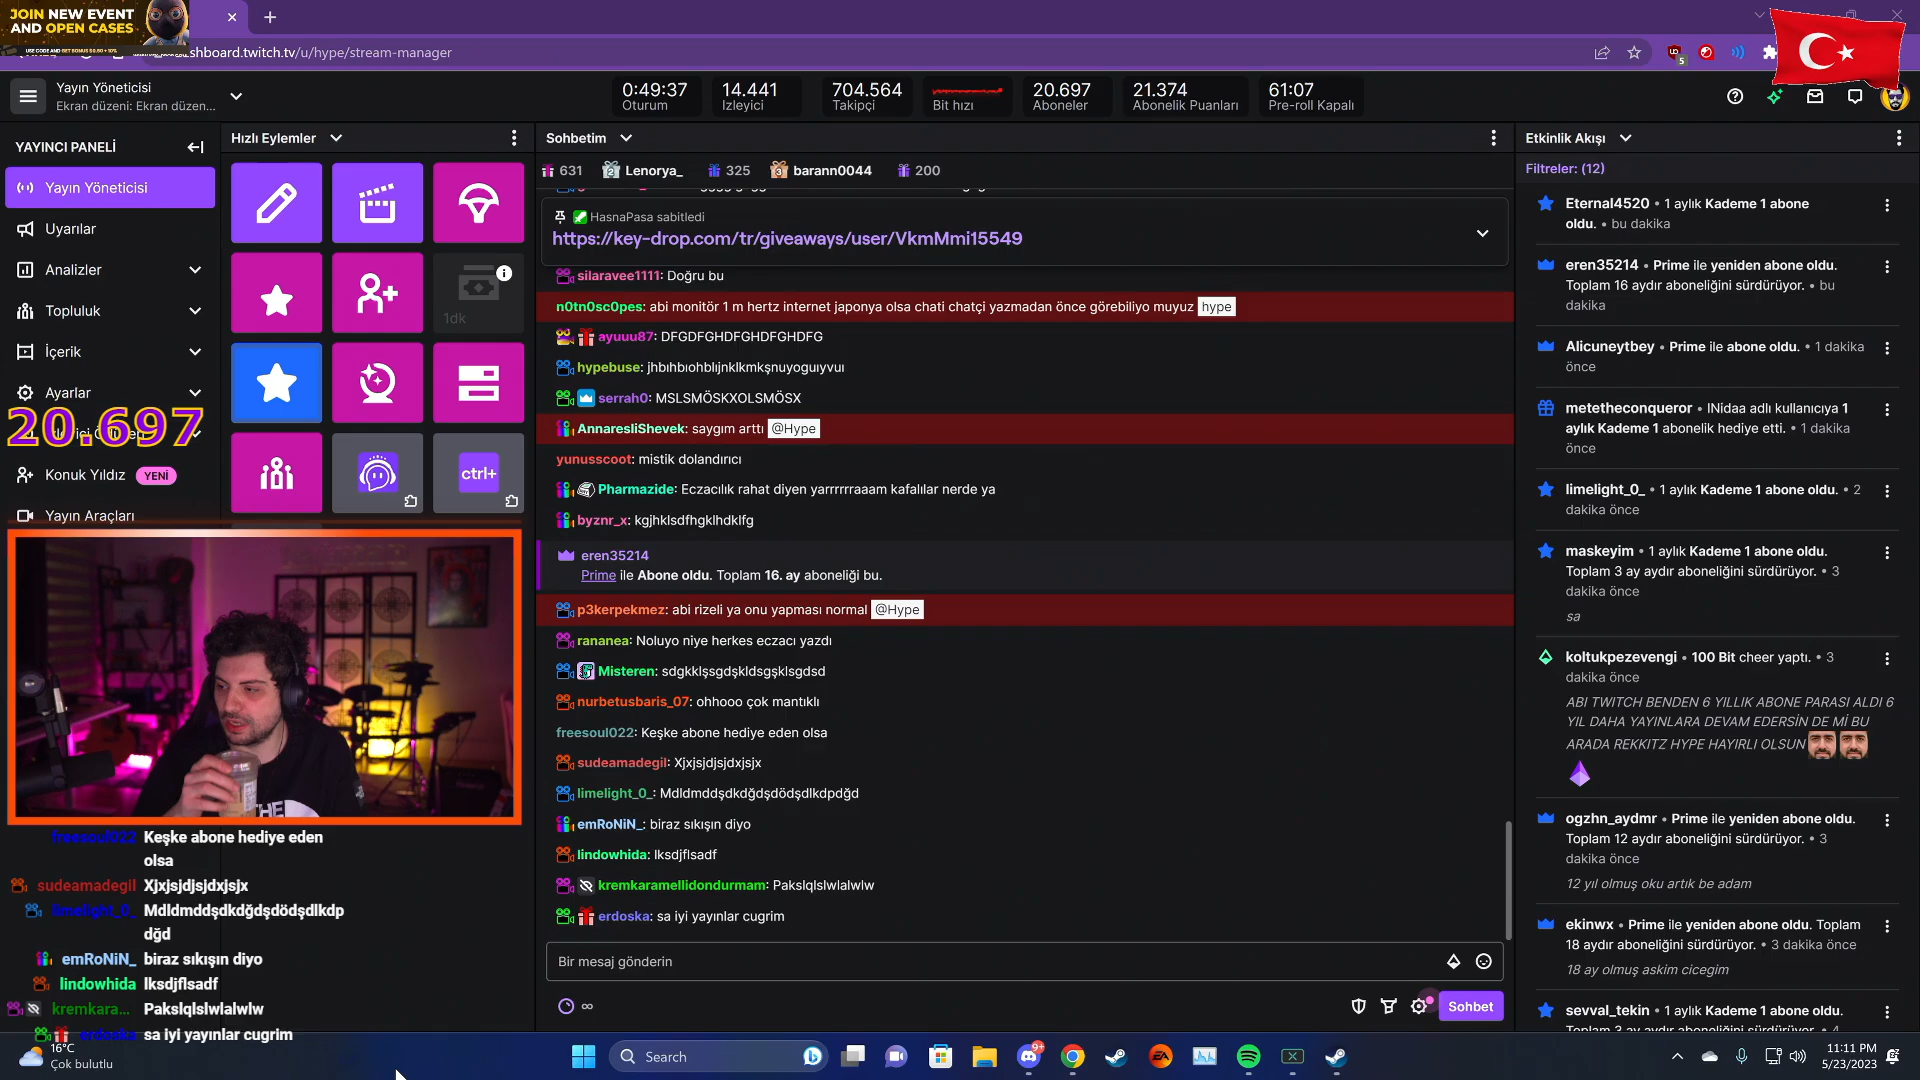 JOIN NEW EVENT
AND OPEN CASES
shboard.twitch.tv/u/hype/stream-manager
Yayın Yöneticisi
Ekran düzeni: Ekran düzen...
0:49:37
Oturum
14.441
İzleyici
704.564
Takipçi
Bit hızı
20.697
Aboneler
21.374
Abonelik Puanları
61:07
Pre-roll Kapalı
YAYINCI PANELİ
Yayın Yöneticisi
Uyarılar
Analizler
Topluluk
İçerik
Ayarlar
20.697
Konuk Yıldız YENİ
Yayın Araçları
Hızlı Eylemler
1dk
ctrl+
Sohbetim
631 Lenorya_ 325 barann0044 200
HasnaPasa sabitledi
https://key-drop.com/tr/giveaways/user/VkmMmi15549
silaravee1111: Doğru bu
n0tn0sc0pes: abi monitör 1 m hertz internet japonya olsa chati chatçi yazmadan önce görebiliyo muyuz hype
ayuuu87: DFGDFGHDFGHDFGHDFG
hypebuse: jhbıhbıohblıjnklkmkşnuyoguıyvuı
serrah0: MSLSMÖSKXOLSMÖSX
AnnaresliShevek: saygım arttı @Hype
yunusscoot: mistik dolandırıcı
Pharmazide: Eczacılık rahat diyen yarrrrrraaam kafalılar nerde ya
byznr_x: kgjhklsdfhgklhdklfg
eren35214
Prime ile Abone oldu. Toplam 16. ay aboneliği bu.
p3kerpekmez: abi rizeli ya onu yapması normal @Hype
rananea: Noluyo niye herkes eczacı yazdı
Misteren: sdgkklşsgdşkldsgşklsgdsd
nurbetusbaris_07: ohhooo çok mantıklı
freesoul022: Keşke abone hediye eden olsa
sudeamadegil: Xjxjsjdjsjdxjsjx
limelight_0_: Mdldmddşdkdğdşdödşdlkdpdğd
emRoNiN_: biraz sıkışın diyo
lindowhida: lksdjflsadf
kremkaramellidondurmam: Pakslqlslwlalwlw
erdoska: sa iyi yayınlar cugrim
Bir mesaj gönderin
Sohbet
Etkinlik Akışı
Filtreler: (12)
Eternal4520 • 1 aylık Kademe 1 abone
oldu. • bu dakika
eren35214 • Prime ile yeniden abone oldu.
Toplam 16 aydır aboneliğini sürdürüyor. • bu
dakika
Alicuneytbey • Prime ile abone oldu. • 1 dakika
önce
metetheconqueror • INidaa adlı kullanıcıya 1
aylık Kademe 1 abonelik hediye etti. • 1 dakika
önce
limelight_0_ • 1 aylık Kademe 1 abone oldu. • 2
dakika önce
maskeyim • 1 aylık Kademe 1 abone oldu.
Toplam 3 ay aydır aboneliğini sürdürüyor. • 3
dakika önce
sa
koltukpezevengi • 100 Bit cheer yaptı. • 3
dakika önce
ABI TWITCH BENDEN 6 YILLIK ABONE PARASI ALDI 6
YIL DAHA YAYINLARA DEVAM EDERSİN DE Mİ BU
ARADA REKKITZ HYPE HAYIRLI OLSUN
ogzhn_aydmr • Prime ile yeniden abone oldu.
Toplam 12 aydır aboneliğini sürdürüyor. • 3
dakika önce
12 yıl olmuş oku artık be adam
ekinwx • Prime ile yeniden abone oldu. Toplam
18 aydır aboneliğini sürdürüyor. • 3 dakika önce
18 ay olmuş askim cicegim
sevval_tekin • 1 aylık Kademe 1 abone oldu.
Toplam 3 aydır aboneliğini sürdürüyor. • 4
freesoul022 Keşke abone hediye eden
olsa
sudeamadegil Xjxjsjdjsjdxjsjx
limelight_0_ Mdldmddşdkdğdşdödşdlkdp
dğd
emRoNiN_ biraz sıkışın diyo
lindowhida lksdjflsadf
kremkara... Pakslqlslwlalwlw
erdoska sa iyi yayınlar cugrim
16°C
Çok bulutlu
Search
11:11 PM
5/23/2023